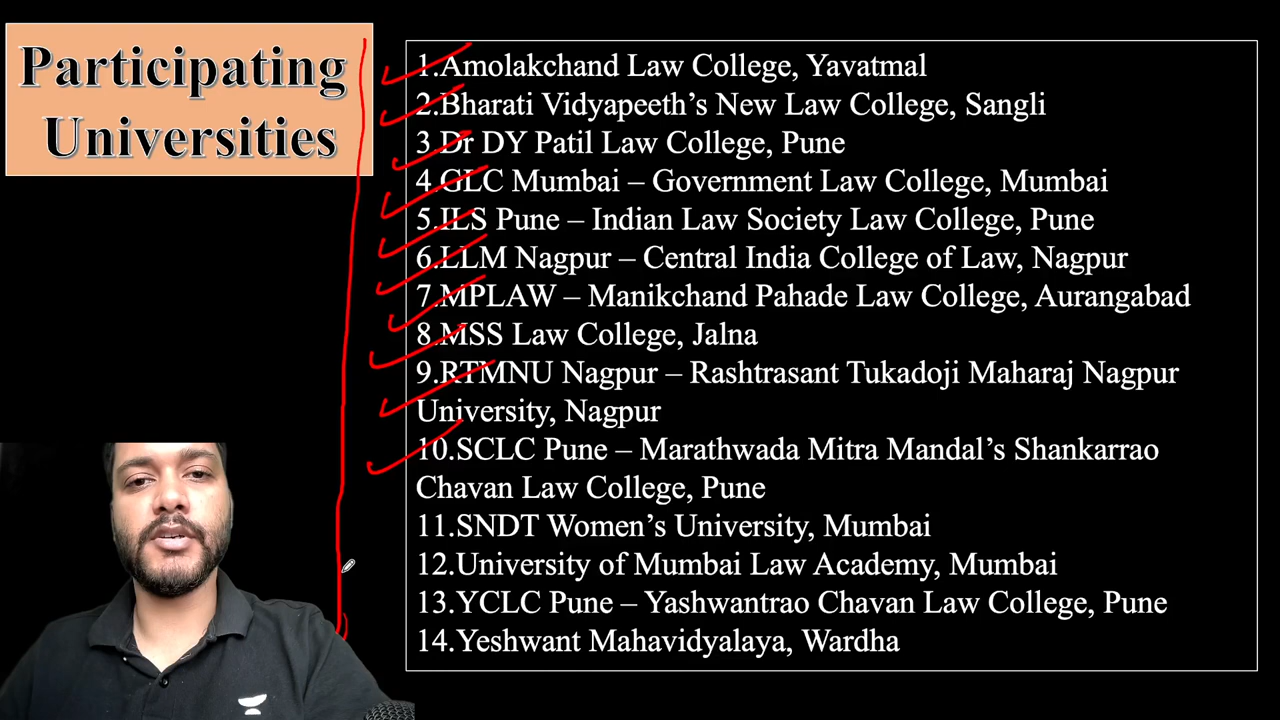 Participating
Universities
1.Amolakchand Law College, Yavatmal
2.Bharati Vidyapeeth's New Law College, Sangli
3.Dr DY Patil Law College, Pune
4.GLC Mumbai – Government Law College, Mumbai
5.ILS Pune – Indian Law Society Law College, Pune
6.LLM Nagpur – Central India College of Law, Nagpur
7.MPLAW – Manikchand Pahade Law College, Aurangabad
8.MSS Law College, Jalna
9.RTMNU Nagpur – Rashtrasant Tukadoji Maharaj Nagpur
University, Nagpur
10.SCLC Pune – Marathwada Mitra Mandal's Shankarrao
Chavan Law College, Pune
11.SNDT Women's University, Mumbai
12.University of Mumbai Law Academy, Mumbai
13.YCLC Pune – Yashwantrao Chavan Law College, Pune
14.Yeshwant Mahavidyalaya, Wardha